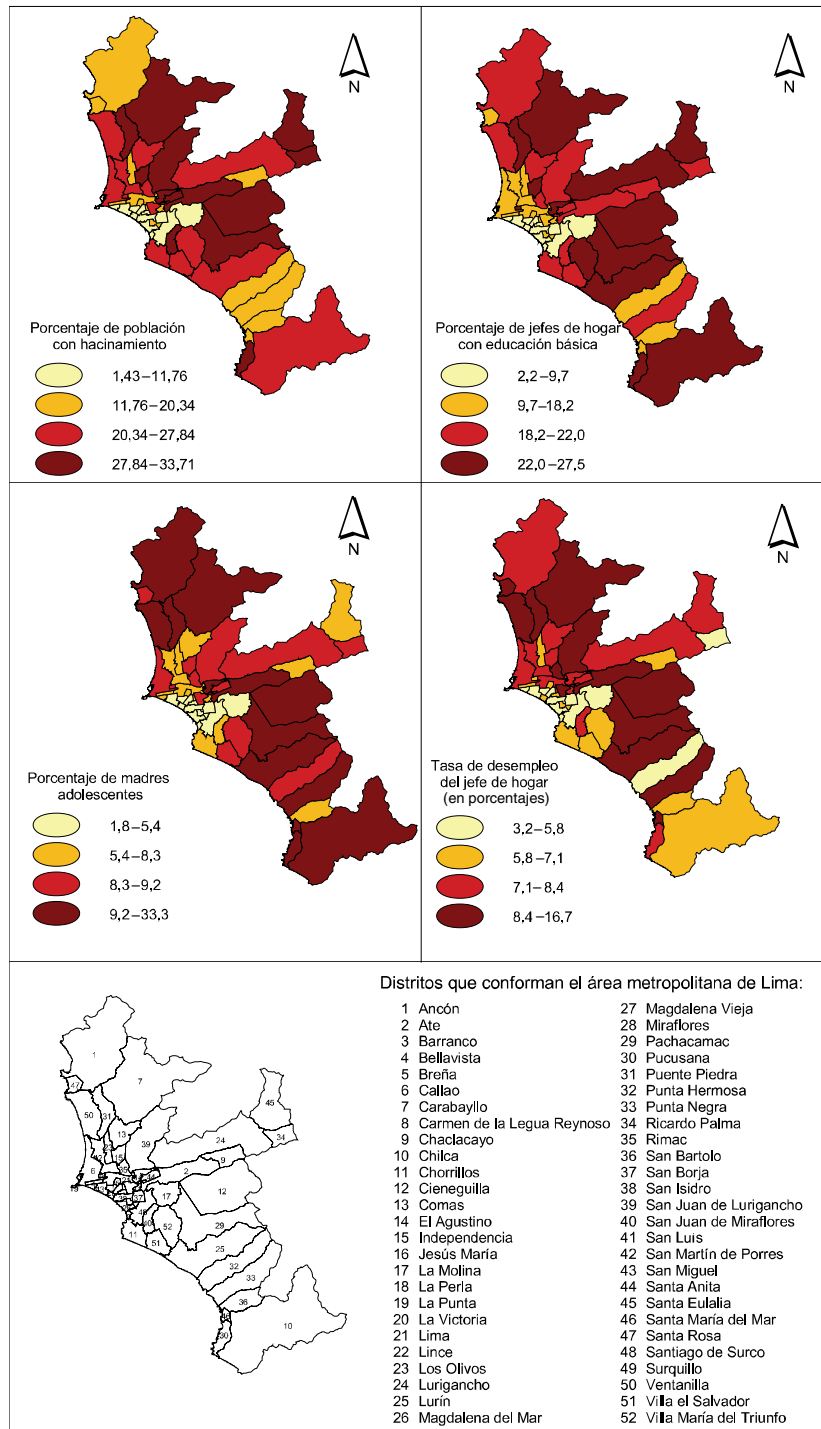 N
N
Porcentaje de población
con hacinamiento
1,43–11,76
11,76–20,34
20,34–27,84
27,84–33,71
Porcentaje de jefes de hogar
con educación básica
2,2–9,7
9,7–18,2
18,2–22,0
22,0–27,5
N
N
Porcentaje de madres
adolescentes
1,8–5,4
5,4–8,3
8,3–9,2
9,2–33,3
Tasa de desempleo
del jefe de hogar
(en porcentajes)
3,2–5,8
5,8–7,1
7,1–8,4
8,4–16,7
1
47
7
50
31
13
45
39
24
34
15
6
9
2
17
12
52
11
51
29
25
32
33
36
30
10
Distritos que conforman el área metropolitana de Lima:
1 Ancón
2 Ate
3 Barranco
4 Bellavista
5 Breña
6 Callao
7 Carabayllo
8 Carmen de la Legua Reynoso
9 Chaclacayo
10 Chilca
11 Chorrillos
12 Cieneguilla
13 Comas
14 El Agustino
15 Independencia
16 Jesús María
17 La Molina
18 La Perla
19 La Punta
20 La Victoria
21 Lima
22 Lince
23 Los Olivos
24 Lurigancho
25 Lurín
26 Magdalena del Mar
27 Magdalena Vieja
28 Miraflores
29 Pachacamac
30 Pucusana
31 Puente Piedra
32 Punta Hermosa
33 Punta Negra
34 Ricardo Palma
35 Rimac
36 San Bartolo
37 San Borja
38 San Isidro
39 San Juan de Lurigancho
40 San Juan de Miraflores
41 San Luis
42 San Martín de Porres
43 San Miguel
44 Santa Anita
45 Santa Eulalia
46 Santa María del Mar
47 Santa Rosa
48 Santiago de Surco
49 Surquillo
50 Ventanilla
51 Villa el Salvador
52 Villa María del Triunfo